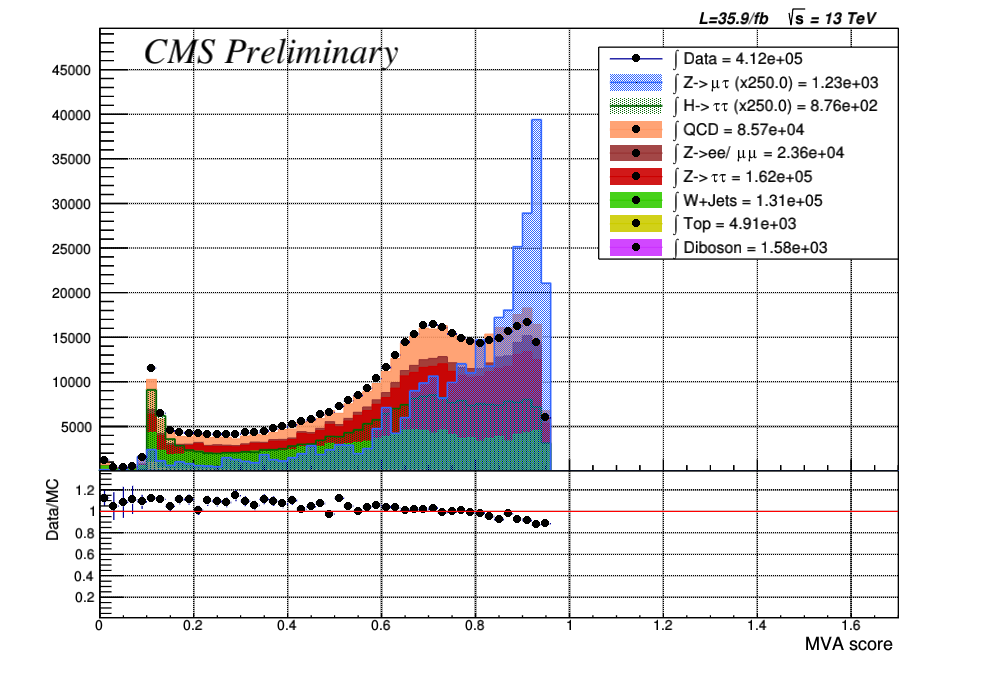 L=35.9/fb √s = 13 TeV
CMS Preliminary
∫ Data = 4.12e+05
∫ Z->μτ (x250.0) = 1.23e+03
∫ H->ττ (x250.0) = 8.76e+02
∫ QCD = 8.57e+04
∫ Z->ee/ μμ = 2.36e+04
∫ Z->ττ = 1.62e+05
∫ W+Jets = 1.31e+05
∫ Top = 4.91e+03
∫ Diboson = 1.58e+03
45000
40000
35000
30000
25000
20000
15000
10000
5000
Data/MC
1.2
1
0.8
0.6
0.4
0.2
0 0.2 0.4 0.6 0.8 1 1.2 1.4 1.6
MVA score